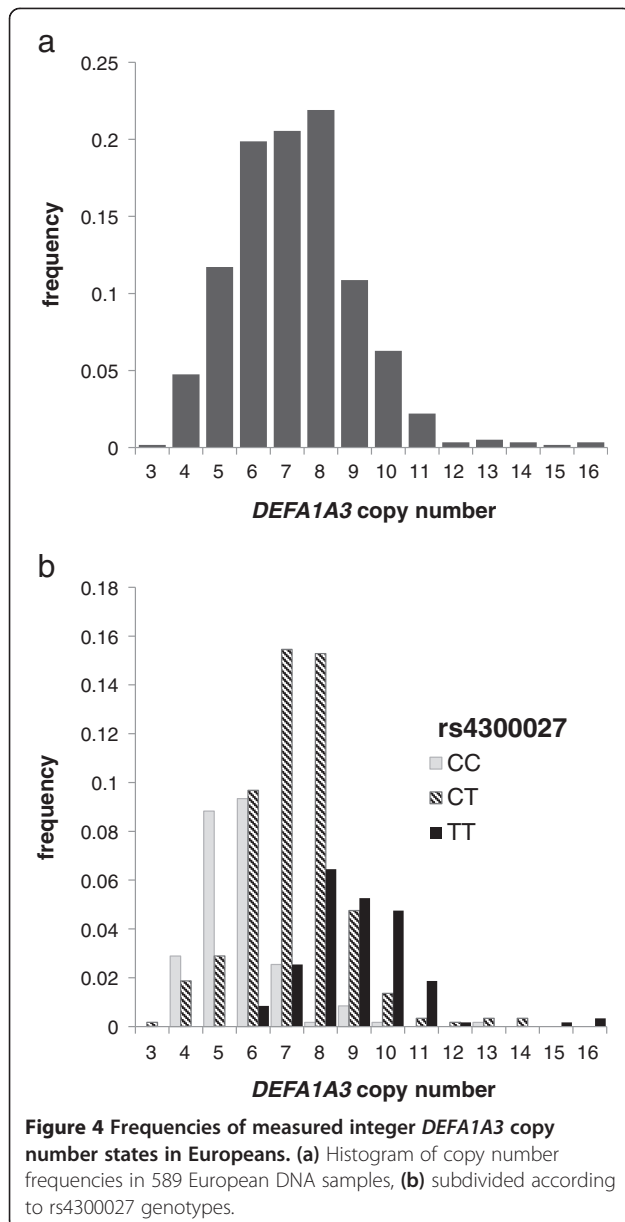 a
0.25
0.2
0.15
0.1
0.05
0
frequency
3 4 5 6 7 8 9 10 11 12 13 14 15 16
DEFA1A3 copy number
b
0.18
0.16
0.14
0.12
0.1
0.08
0.06
0.04
0.02
0
frequency
rs4300027
CC
CT
TT
3 4 5 6 7 8 9 10 11 12 13 14 15 16
DEFA1A3 copy number
Figure 4 Frequencies of measured integer DEFA1A3 copy
number states in Europeans. (a) Histogram of copy number
frequencies in 589 European DNA samples, (b) subdivided according
to rs4300027 genotypes.